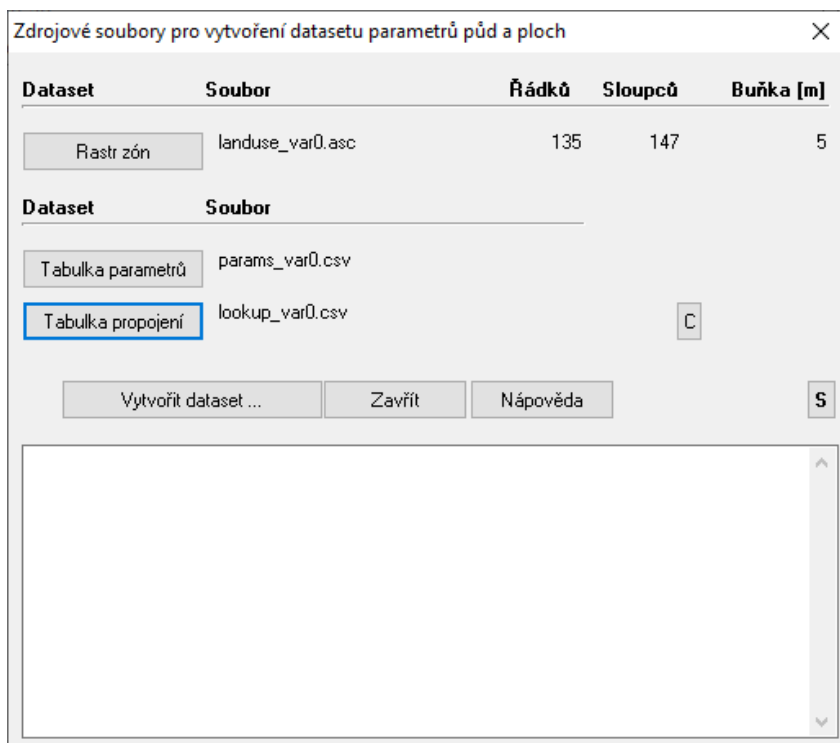 Zdrojové soubory pro vytvoření datasetu parametrů půd a ploch
Dataset Soubor Řádků Sloupců Buňka [m]
Rastr zón landuse_var0.asc 135 147 5
Dataset Soubor
Tabulka parametrů params_var0.csv
Tabulka propojení lookup_var0.csv C
Vytvořit dataset ... Zavřít Nápověda S